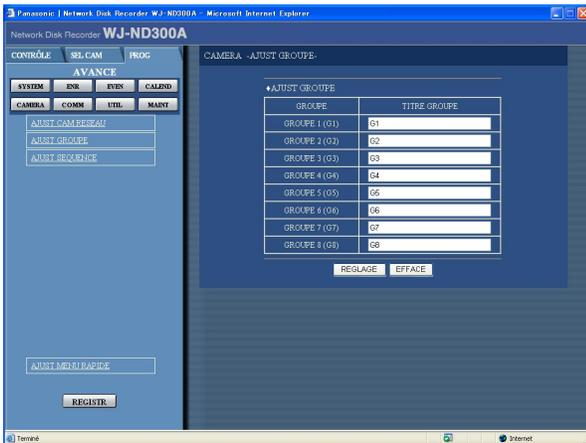 Panasonic | Network Disk Recorder WJ-ND300A - Microsoft Internet Explorer
Network Disk Recorder WJ-ND300A
CONTRÔLE SEL CAM PROG
AVANCE
SYSTEM ENR EVEN CALEND
CAMERA COMM UTIL MAINT
AJUST CAM RESEAU
AJUST GROUPE
AJUST SEQUENCE
AJUST MENU RAPIDE
REGISTR
CAMERA -AJUST GROUPE-
♦AJUST GROUPE
GROUPE TITRE GROUPE
GROUPE 1 (G1) G1
GROUPE 2 (G2) G2
GROUPE 3 (G3) G3
GROUPE 4 (G4) G4
GROUPE 5 (G5) G5
GROUPE 6 (G6) G6
GROUPE 7 (G7) G7
GROUPE 8 (G8) G8
REGLAGE EFFACE
Terminé Internet